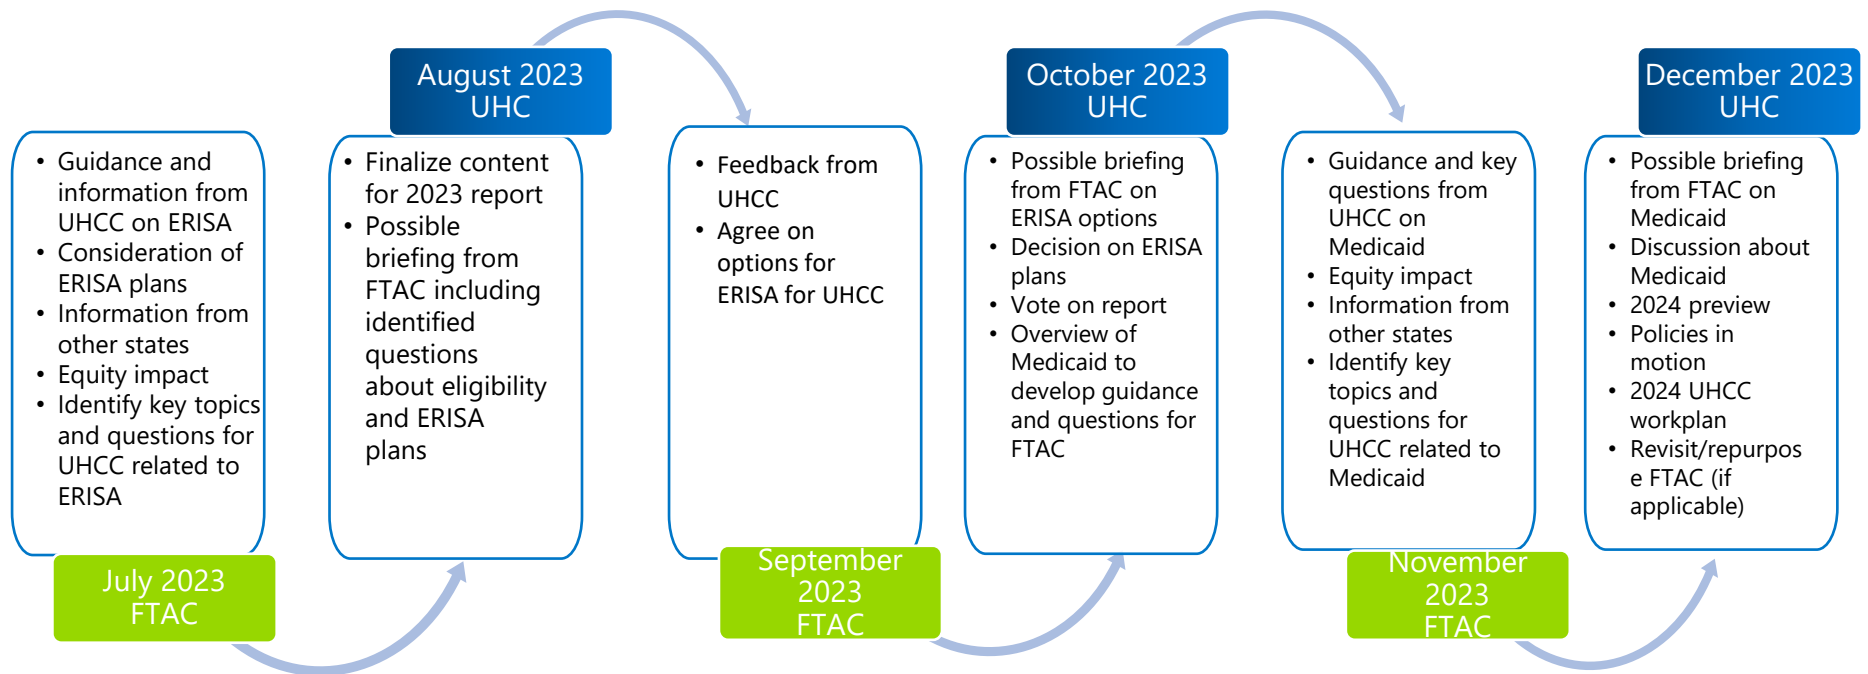 • Guidance and
information from
UHCC on ERISA
• Consideration of
ERISA plans
• Information from
other states
• Equity impact
• Identify key topics
and questions for
UHCC related to
ERISA
July 2023
FTAC
August 2023
UHC
• Finalize content
for 2023 report
• Possible
briefing from
FTAC including
identified
questions
about eligibility
and ERISA
plans
• Feedback from
UHCC
• Agree on
options for
ERISA for UHCC
September
2023
FTAC
October 2023
UHC
• Possible briefing
from FTAC on
ERISA options
• Decision on ERISA
plans
• Vote on report
• Overview of
Medicaid to
develop guidance
and questions for
FTAC
• Guidance and key
questions from
UHCC on
Medicaid
• Equity impact
• Information from
other states
• Identify key
topics and
questions for
UHCC related to
Medicaid
November
2023
FTAC
December 2023
UHC
• Possible briefing
from FTAC on
Medicaid
• Discussion about
Medicaid
• 2024 preview
• Policies in
motion
• 2024 UHCC
workplan
• Revisit/repurpos
e FTAC (if
applicable)